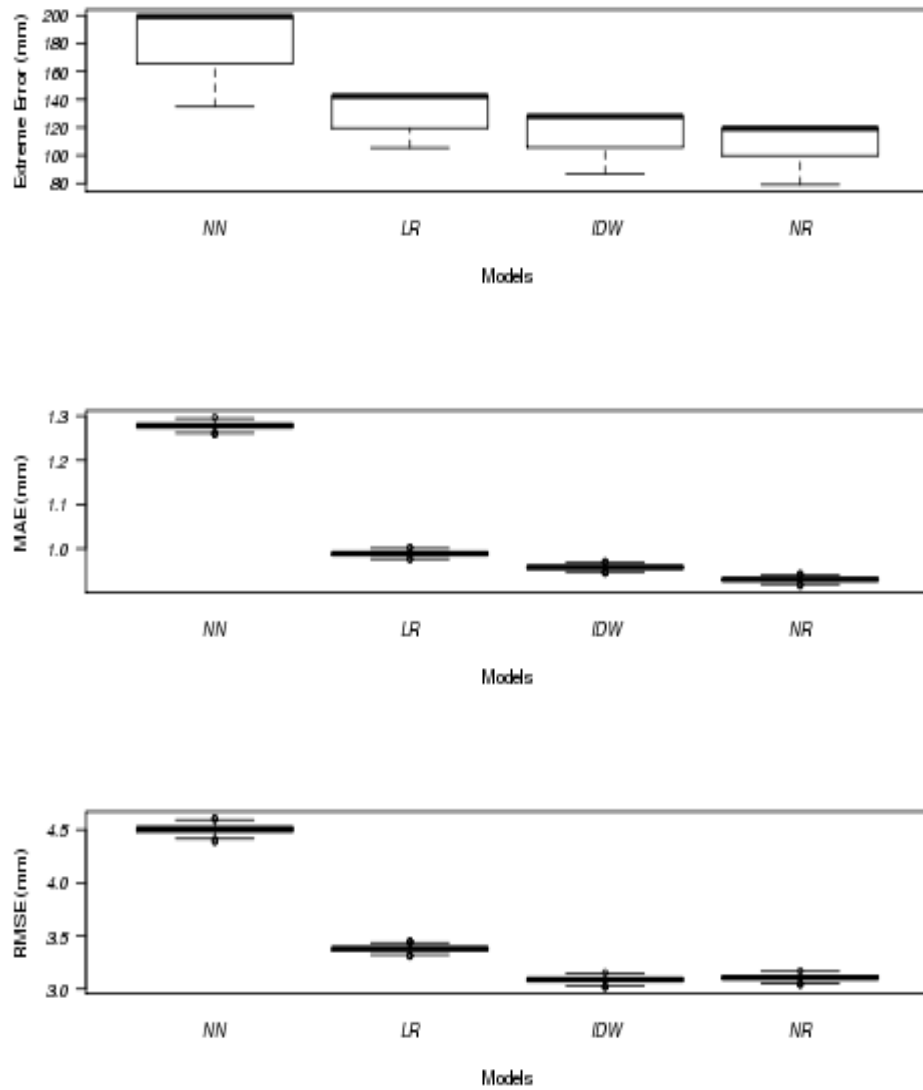 Extreme Error (mm)
200
180
160
140
120
100
80
NN LR IDW NR
Models
MAE (mm)
1.3
1.2
1.1
1.0
NN LR IDW NR
Models
RMSE (mm)
4.5
4.0
3.5
3.0
NN LR IDW NR
Models